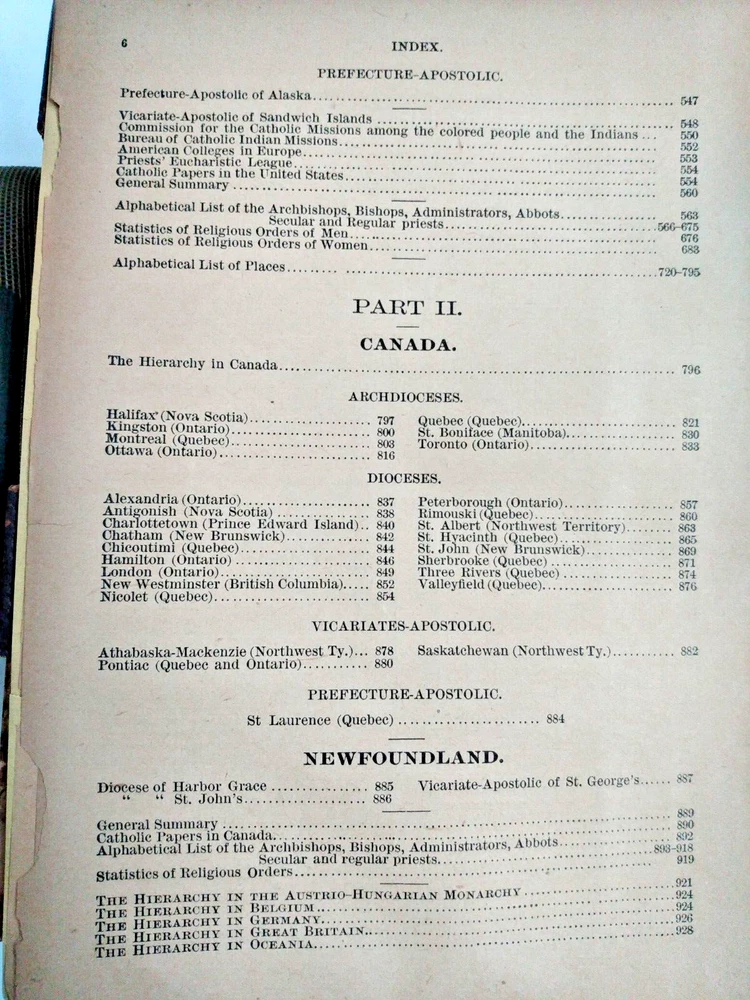 6
INDEX.
PREFECTURE-APOSTOLIC.
Prefecture-Apostolic of Alaska........ 547
Vicariate-Apostolic of Sandwich Islands ........ 548
Commission for the Catholic Missions among the colored people and the Indians ... 550
Bureau of Catholic Indian Missions........ 552
American Colleges in Europe........ 553
Priests' Eucharistic League........ 554
Catholic Papers in the United States........ 554
General Summary ........ 560
Alphabetical List of the Archbishops, Bishops, Administrators, Abbots........ 563
Secular and Regular priests........ 566-675
Statistics of Religious Orders of Men........ 676
Statistics of Religious Orders of Women........ 683
Alphabetical List of Places........ 720-795
PART II.
CANADA.
The Hierarchy in Canada........ 796
ARCHDIOCESES.
Halifax (Nova Scotia)........ 797
Kingston (Ontario)........ 800
Montreal (Quebec)........ 803
Ottawa (Ontario)........ 816
Quebec (Quebec)........ 821
St. Boniface (Manitoba)........ 830
Toronto (Ontario)........ 833
DIOCESES.
Alexandria (Ontario)........ 837
Antigonish (Nova Scotia) ........ 838
Charlottetown (Prince Edward Island).. 840
Chatham (New Brunswick)........ 842
Chicoutimi (Quebec)........ 844
Hamilton (Ontario) ........ 846
London (Ontario)........ 849
New Westminster (British Columbia).... 852
Nicolet (Quebec)........ 854
Peterborough (Ontario)........ 857
Rimouski (Quebec)........ 860
St. Albert (Northwest Territory)....... 863
St. Hyacinth (Quebec)........ 865
St. John (New Brunswick)........ 869
Sherbrooke (Quebec) ........ 871
Three Rivers (Quebec) ........ 874
Valleyfield (Quebec)........ 876
VICARIATES-APOSTOLIC.
Athabaska-Mackenzie (Northwest Ty.)... 878
Pontiac (Quebec and Ontario).......... 880
Saskatchewan (Northwest Ty.).......... 882
PREFECTURE-APOSTOLIC.
St Laurence (Quebec) ........ 884
NEWFOUNDLAND.
Diocese of Harbor Grace ........ 885
“ “ St. John's........ 886
Vicariate-Apostolic of St. George's...... 887
General Summary ........ 889
Catholic Papers in Canada........ 890
Alphabetical List of the Archbishops, Bishops, Administrators, Abbots........ 892
Secular and regular priests........ 893-918
Statistics of Religious Orders........ 919
THE HIERARCHY IN THE AUSTRIO-HUNGARIAN MONARCHY ........ 921
THE HIERARCHY IN BELGIUM........ 924
THE HIERARCHY IN GERMANY........ 924
THE HIERARCHY IN GREAT BRITAIN........ 926
THE HIERARCHY IN OCEANIA........ 928